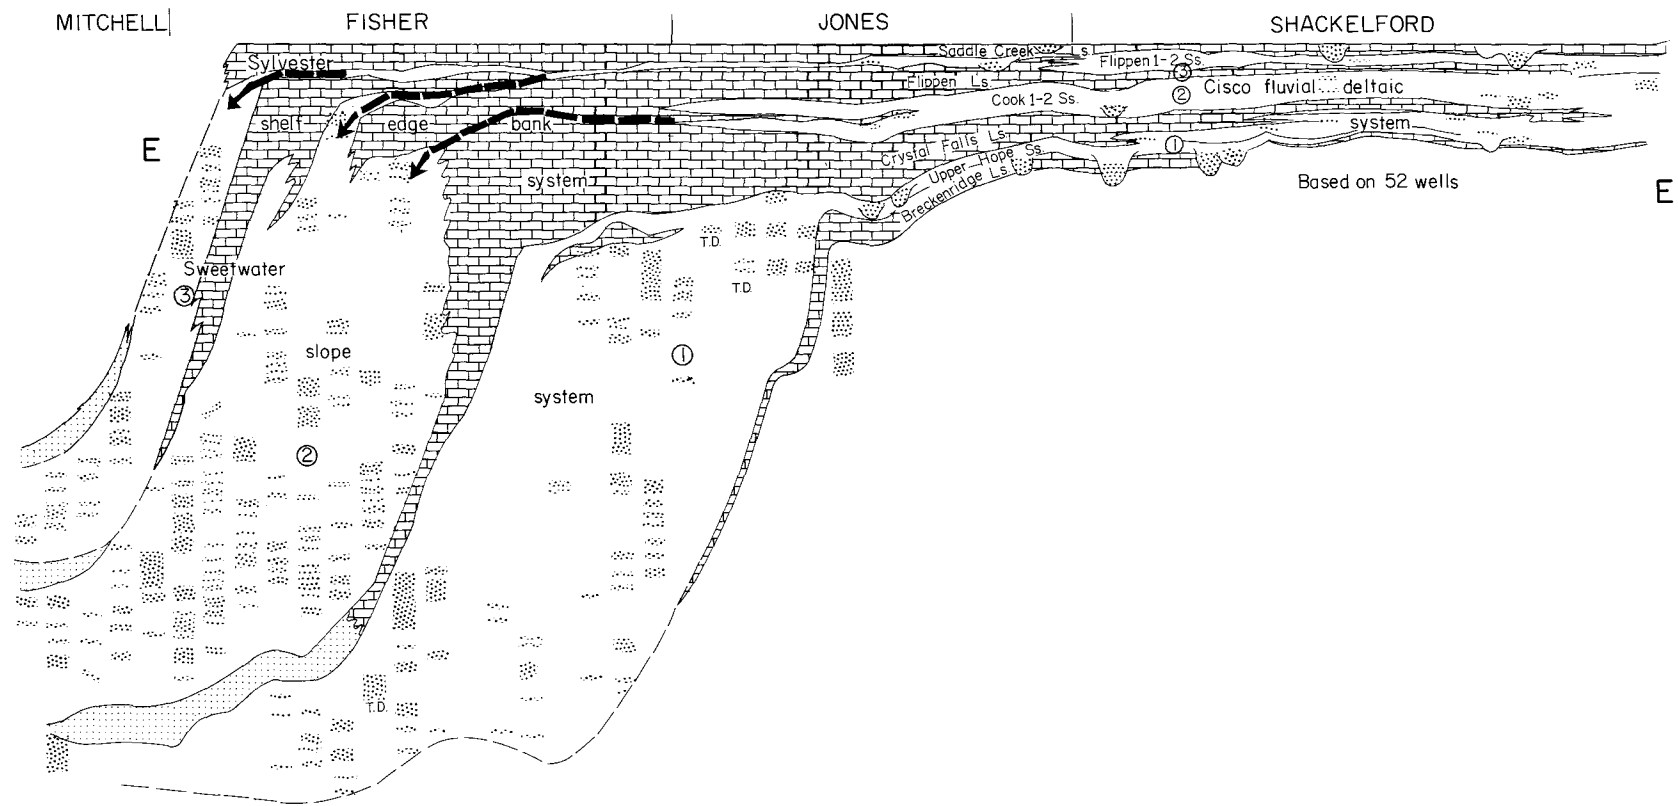 MITCHELL FISHER JONES SHACKELFORD
Saddle Creek Ls.
Sylvester
Flippen 1-2 Ss.
③
Flippen Ls.
② Cisco fluvial deltaic
Cook 1-2 Ss.
shelf edge bank
system
E
Crystal Falls Ls.
①
Upper Hope Ss.
system
Based on 52 wells
E
Breckenridge Ls.
T.D.
Sweetwater
③
T.D.
slope
①
system
②
T.D.